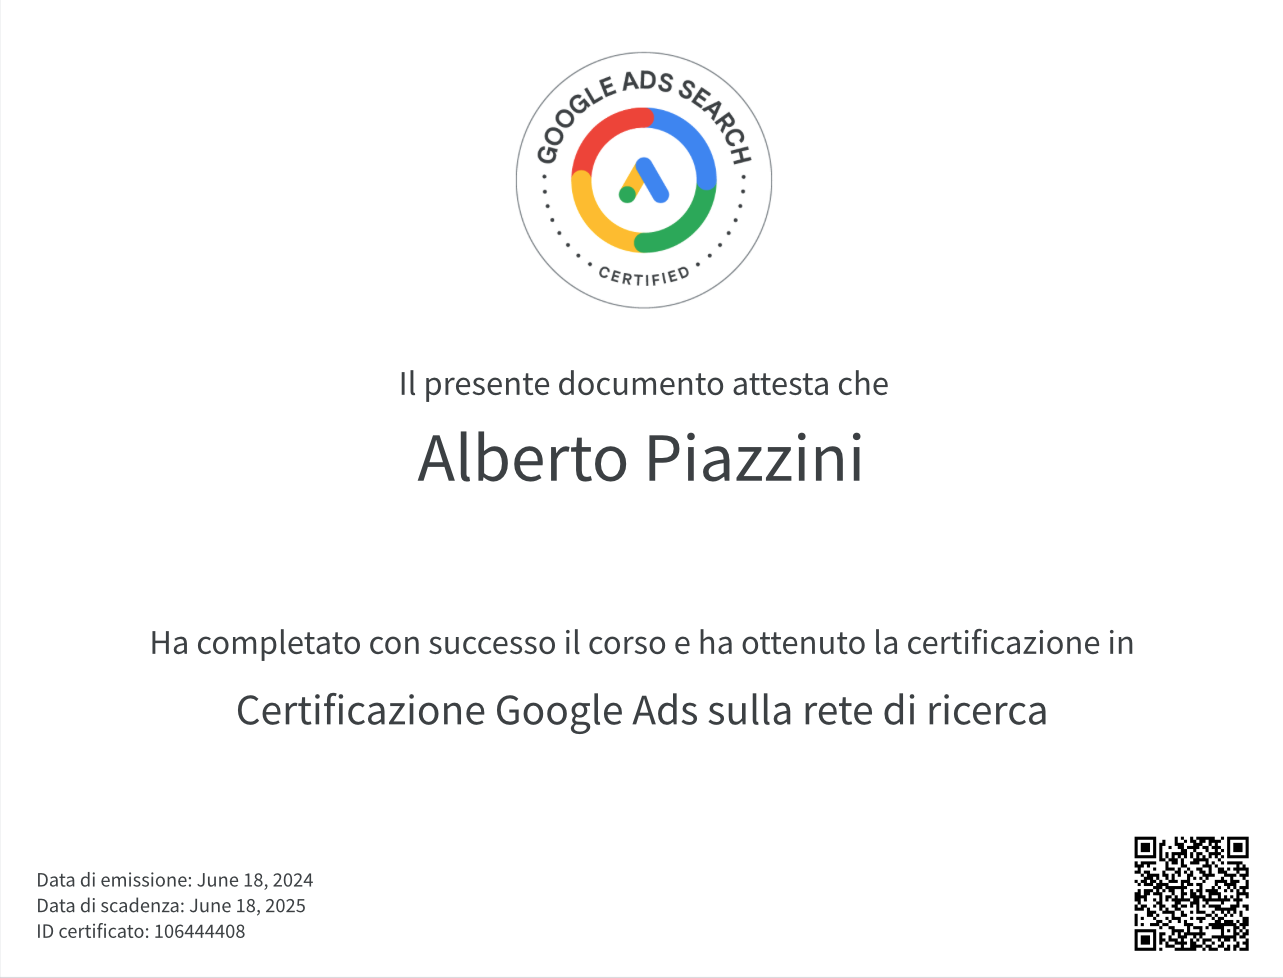 GOOGLE ADS SEARCH
CERTIFIED
Il presente documento attesta che
Alberto Piazzini
Ha completato con successo il corso e ha ottenuto la certificazione in
Certificazione Google Ads sulla rete di ricerca
Data di emissione: June 18, 2024
Data di scadenza: June 18, 2025
ID certificato: 106444408